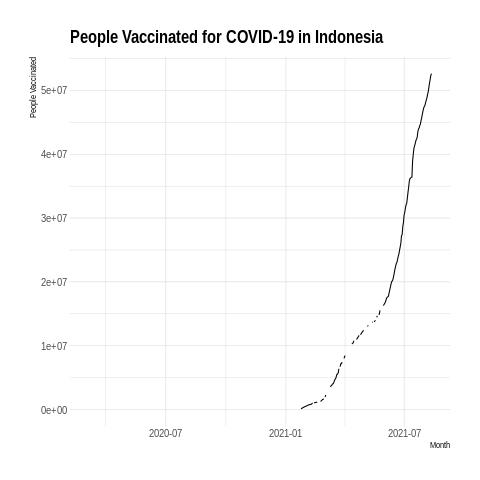 People Vaccinated for COVID-19 in Indonesia
People Vaccinated
5e+07
4e+07
3e+07
2e+07
1e+07
0e+00
2020-07
2021-01
2021-07
Month